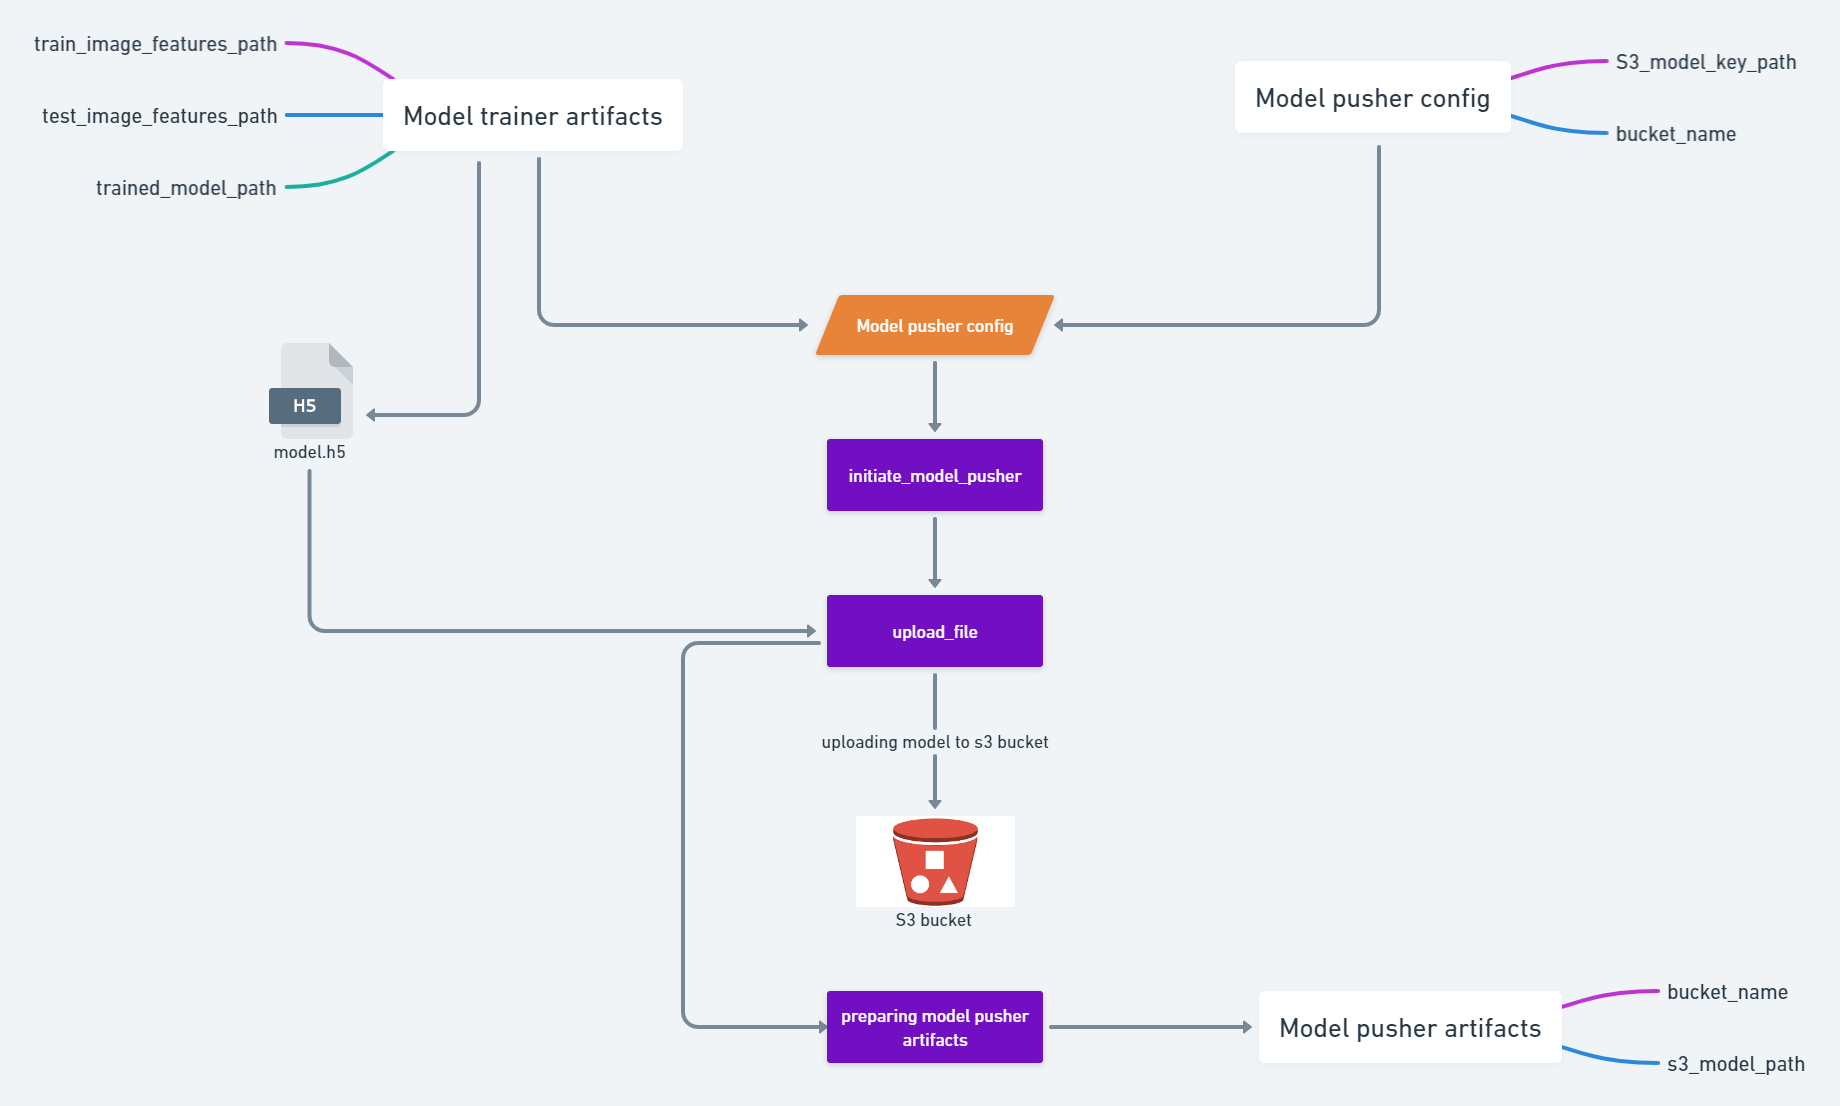 train_image_features_path
test_image_features_path
trained_model_path
Model trainer artifacts
Model pusher config
S3_model_key_path
bucket_name
Model pusher config
H5
model.h5
initiate_model_pusher
upload_file
uploading model to s3 bucket
S3 bucket
preparing model pusher
artifacts
Model pusher artifacts
bucket_name
s3_model_path